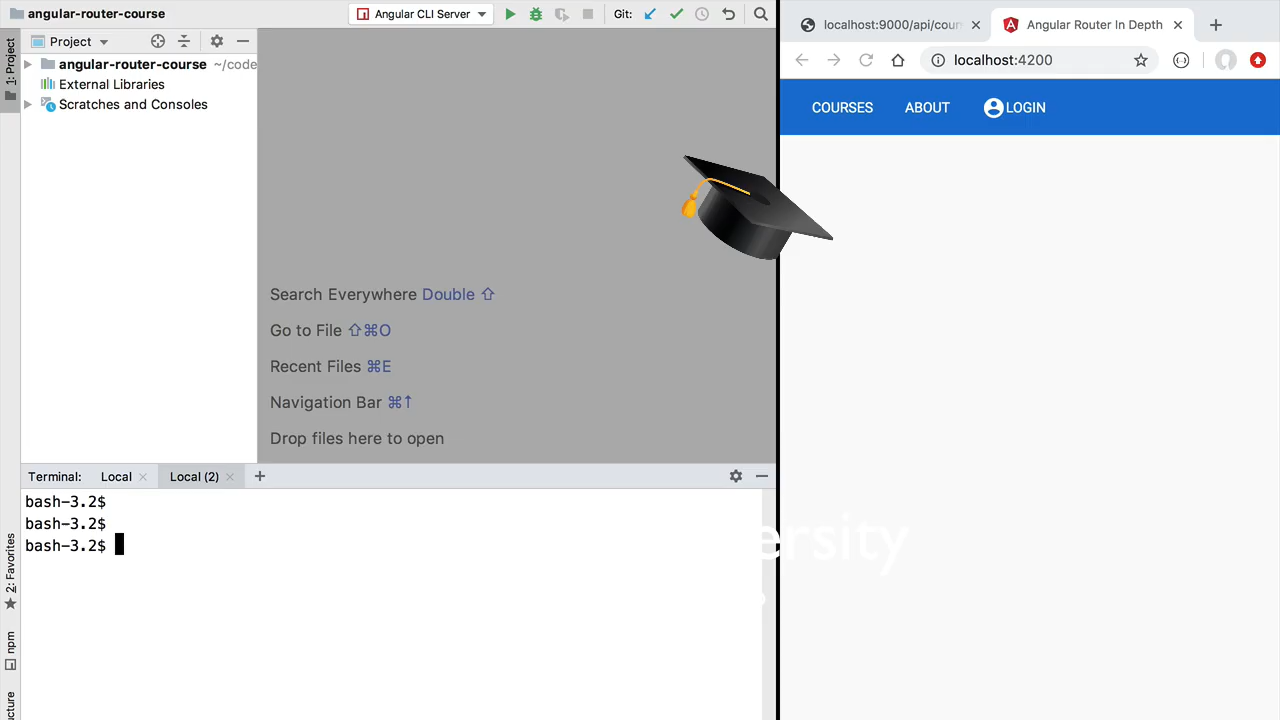 angular-router-course
Angular CLI Server
Git:
Project
1: Project
angular-router-course ~/code
External Libraries
Scratches and Consoles
Search Everywhere Double ⇧
Go to File ⇧⌘O
Recent Files ⌘E
Navigation Bar ⌘↑
Drop files here to open
Terminal: Local Local (2)
bash-3.2$
bash-3.2$
bash-3.2$
2: Favorites
npm
localhost:9000/api/cour
Angular Router In Depth
localhost:4200
COURSES ABOUT LOGIN
ersity